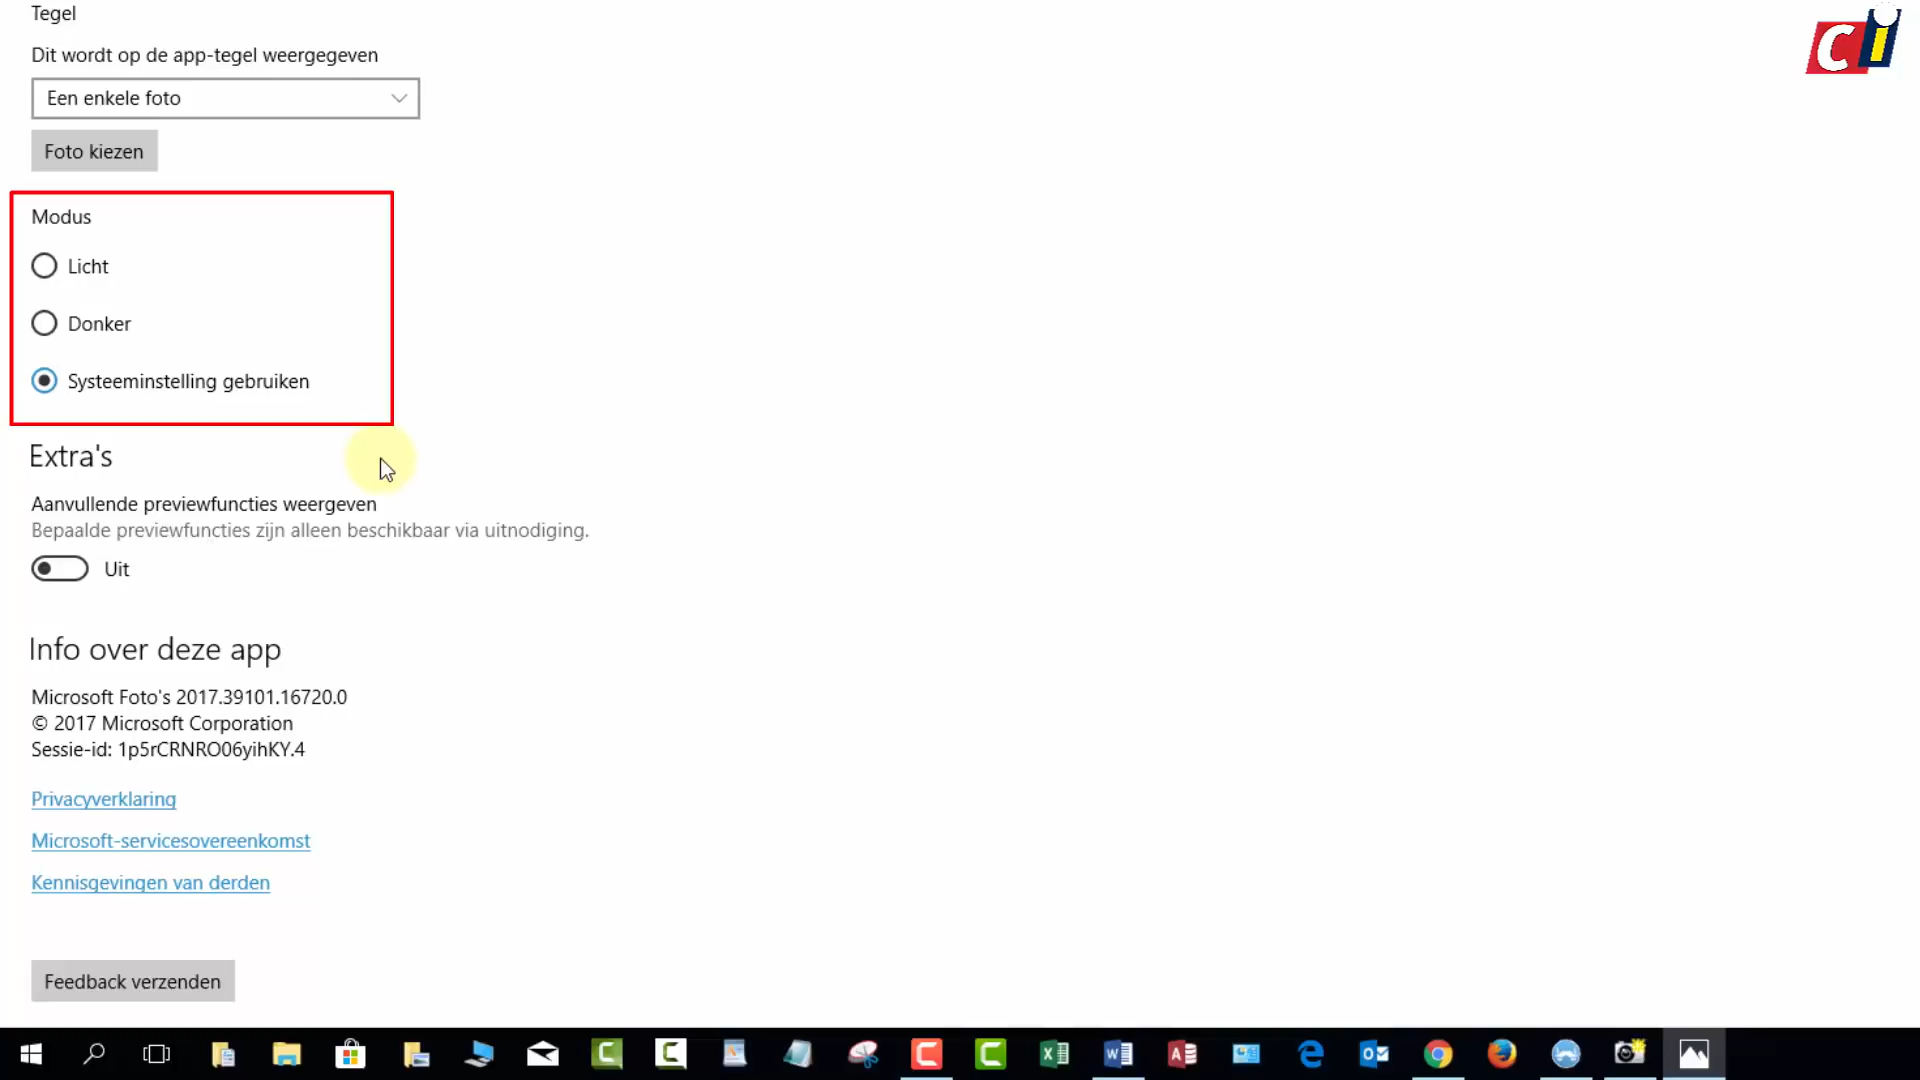 Tegel
Dit wordt op de app-tegel weergegeven
Een enkele foto
Foto kiezen
Modus
Licht
Donker
Systeeminstelling gebruiken
Extra's
Aanvullende previewfuncties weergeven
Bepaalde previewfuncties zijn alleen beschikbaar via uitnodiging.
Uit
Info over deze app
Microsoft Foto's 2017.39101.16720.0
© 2017 Microsoft Corporation
Sessie-id: 1p5rCRNRO06yihKY.4
Privacyverklaring
Microsoft-servicesovereenkomst
Kennisgevingen van derden
Feedback verzenden
ci